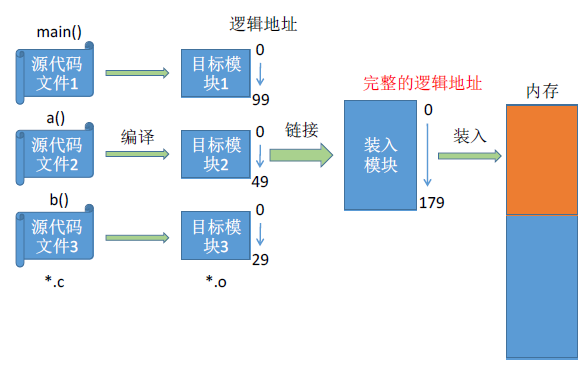 逻辑地址
main()
源代码
文件1
目标模
块1
0
99
a()
源代码
文件2
编译
目标模
块2
0
49
链接
b()
源代码
文件3
目标模
块3
0
29
*.c
*.o
完整的逻辑地址
装入
模块
0
179
装入
内存